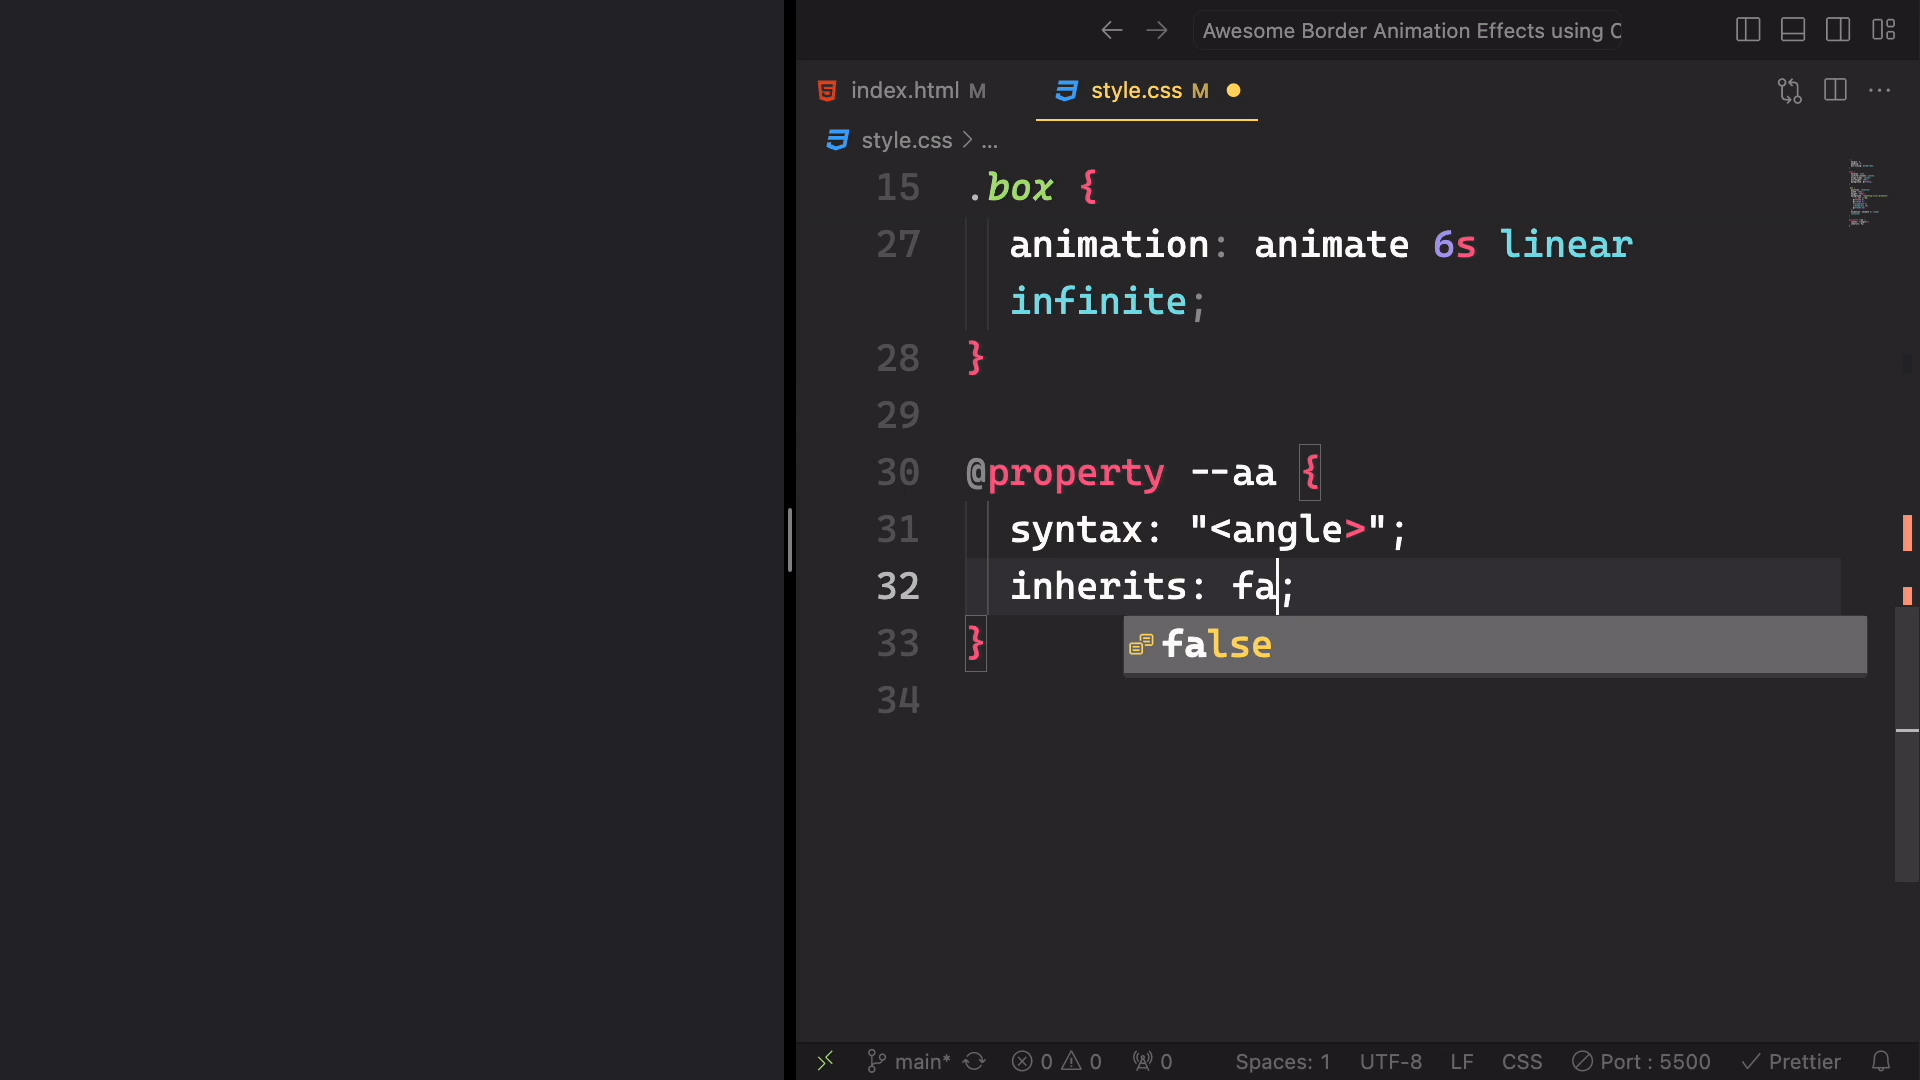 Awesome Border Animation Effects using C
index.html M
style.css M
style.css > ...
15 .box {
27 animation: animate 6s linear
infinite;
28 }
29
30 @property --aa {
31 syntax: "<angle>";
32 inherits: fa;
33 }
false
34
main* 0 0 0 Spaces: 1 UTF-8 LF CSS Port : 5500 Prettier